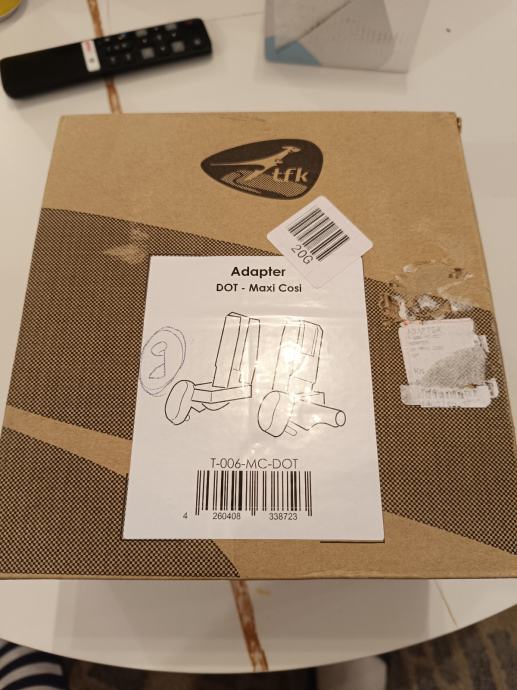 tfk
20G
Adapter
DOT - Maxi Cosi
T-006-MC-DOT
4 260408 338723